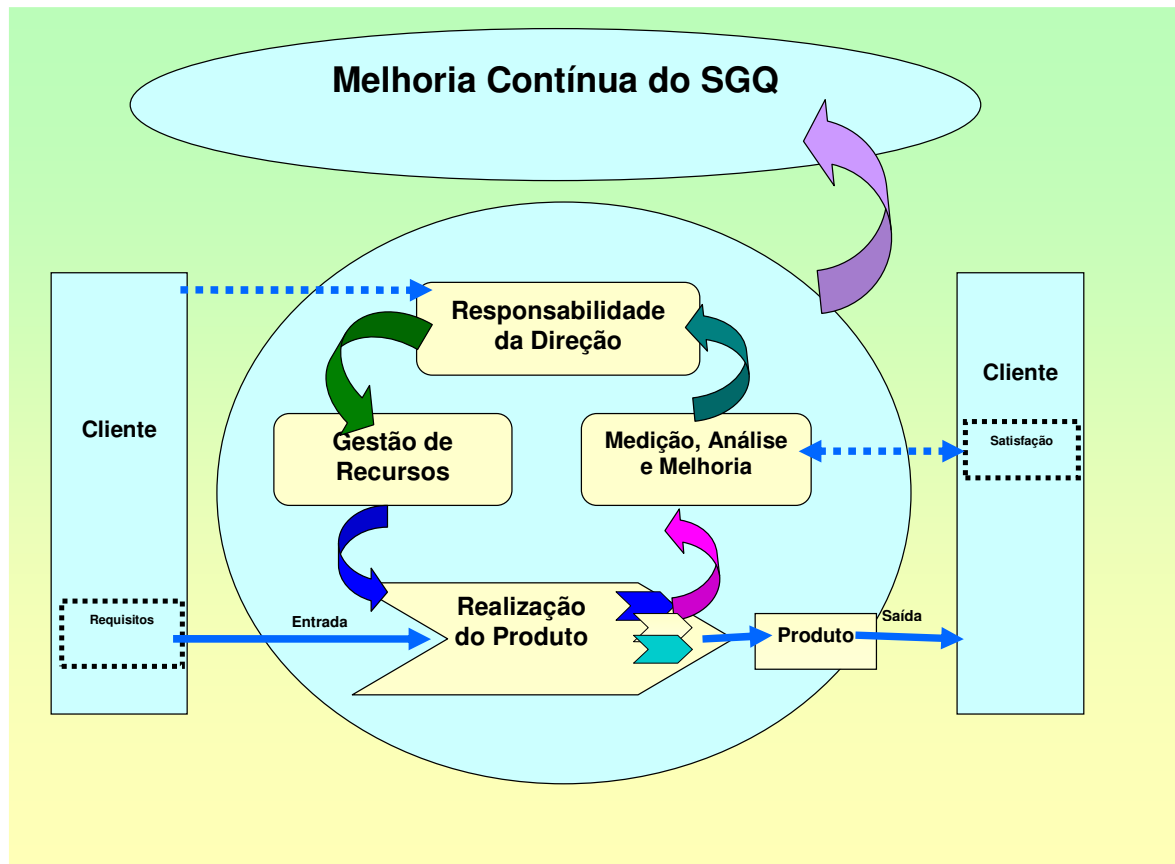 Melhoria Contínua do SGQ
Responsabilidade
da Direção
Cliente
Cliente
Gestão de
Recursos
Medição, Análise
e Melhoria
Satisfação
Requisitos
Entrada
Realização
do Produto
Produto
Saída